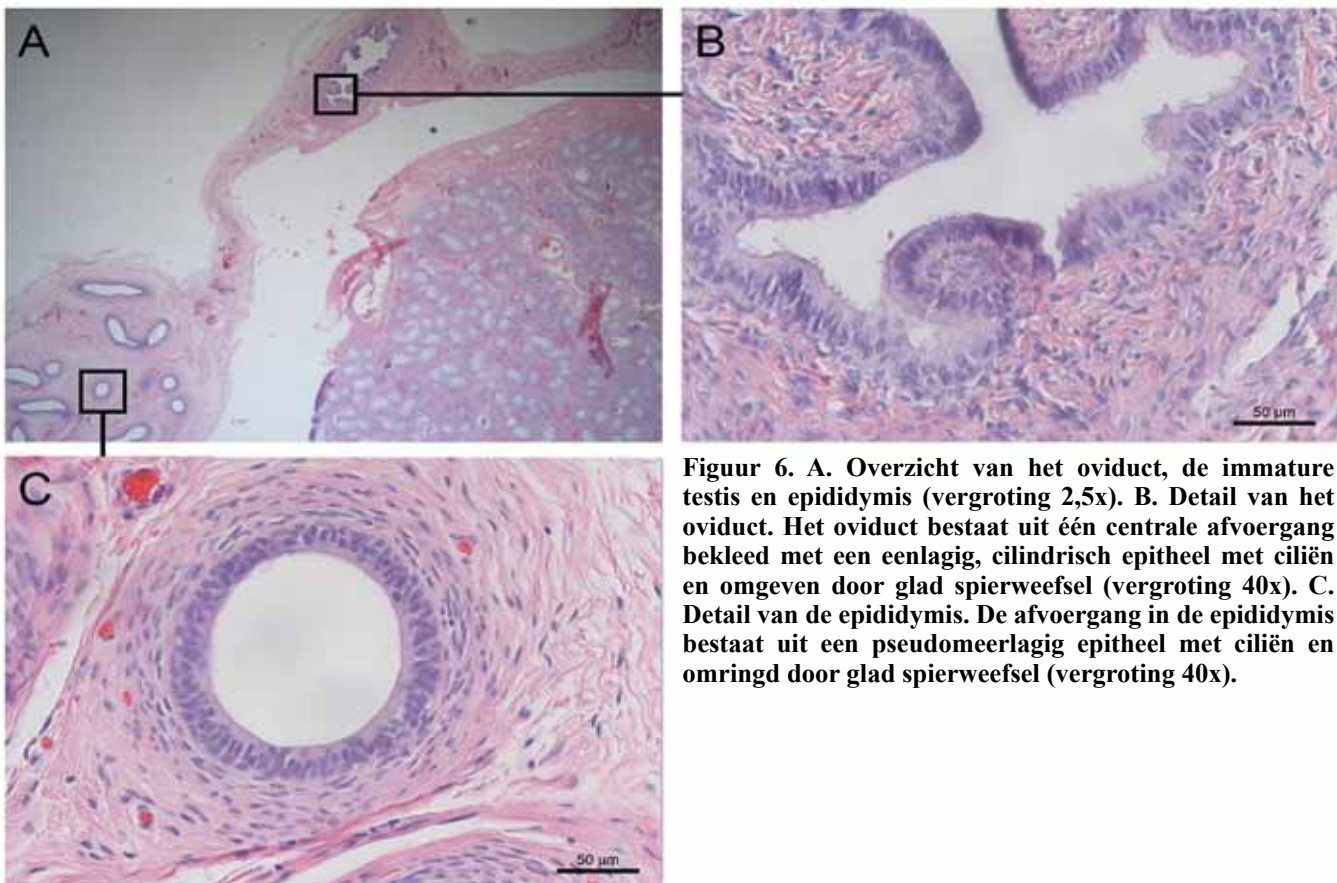 A
B
50 µm
C
50 µm
Figuur 6. A. Overzicht van het oviduct, de immature
testis en epididymis (vergroting 2,5x). B. Detail van het
oviduct. Het oviduct bestaat uit één centrale afvoergang
bekleed met een eenlagig, cilindrisch epitheel met ciliën
en omgeven door glad spierweefsel (vergroting 40x). C.
Detail van de epididymis. De afvoergang in de epididymis
bestaat uit een pseudomeerlagig epitheel met ciliën en
omringd door glad spierweefsel (vergroting 40x).